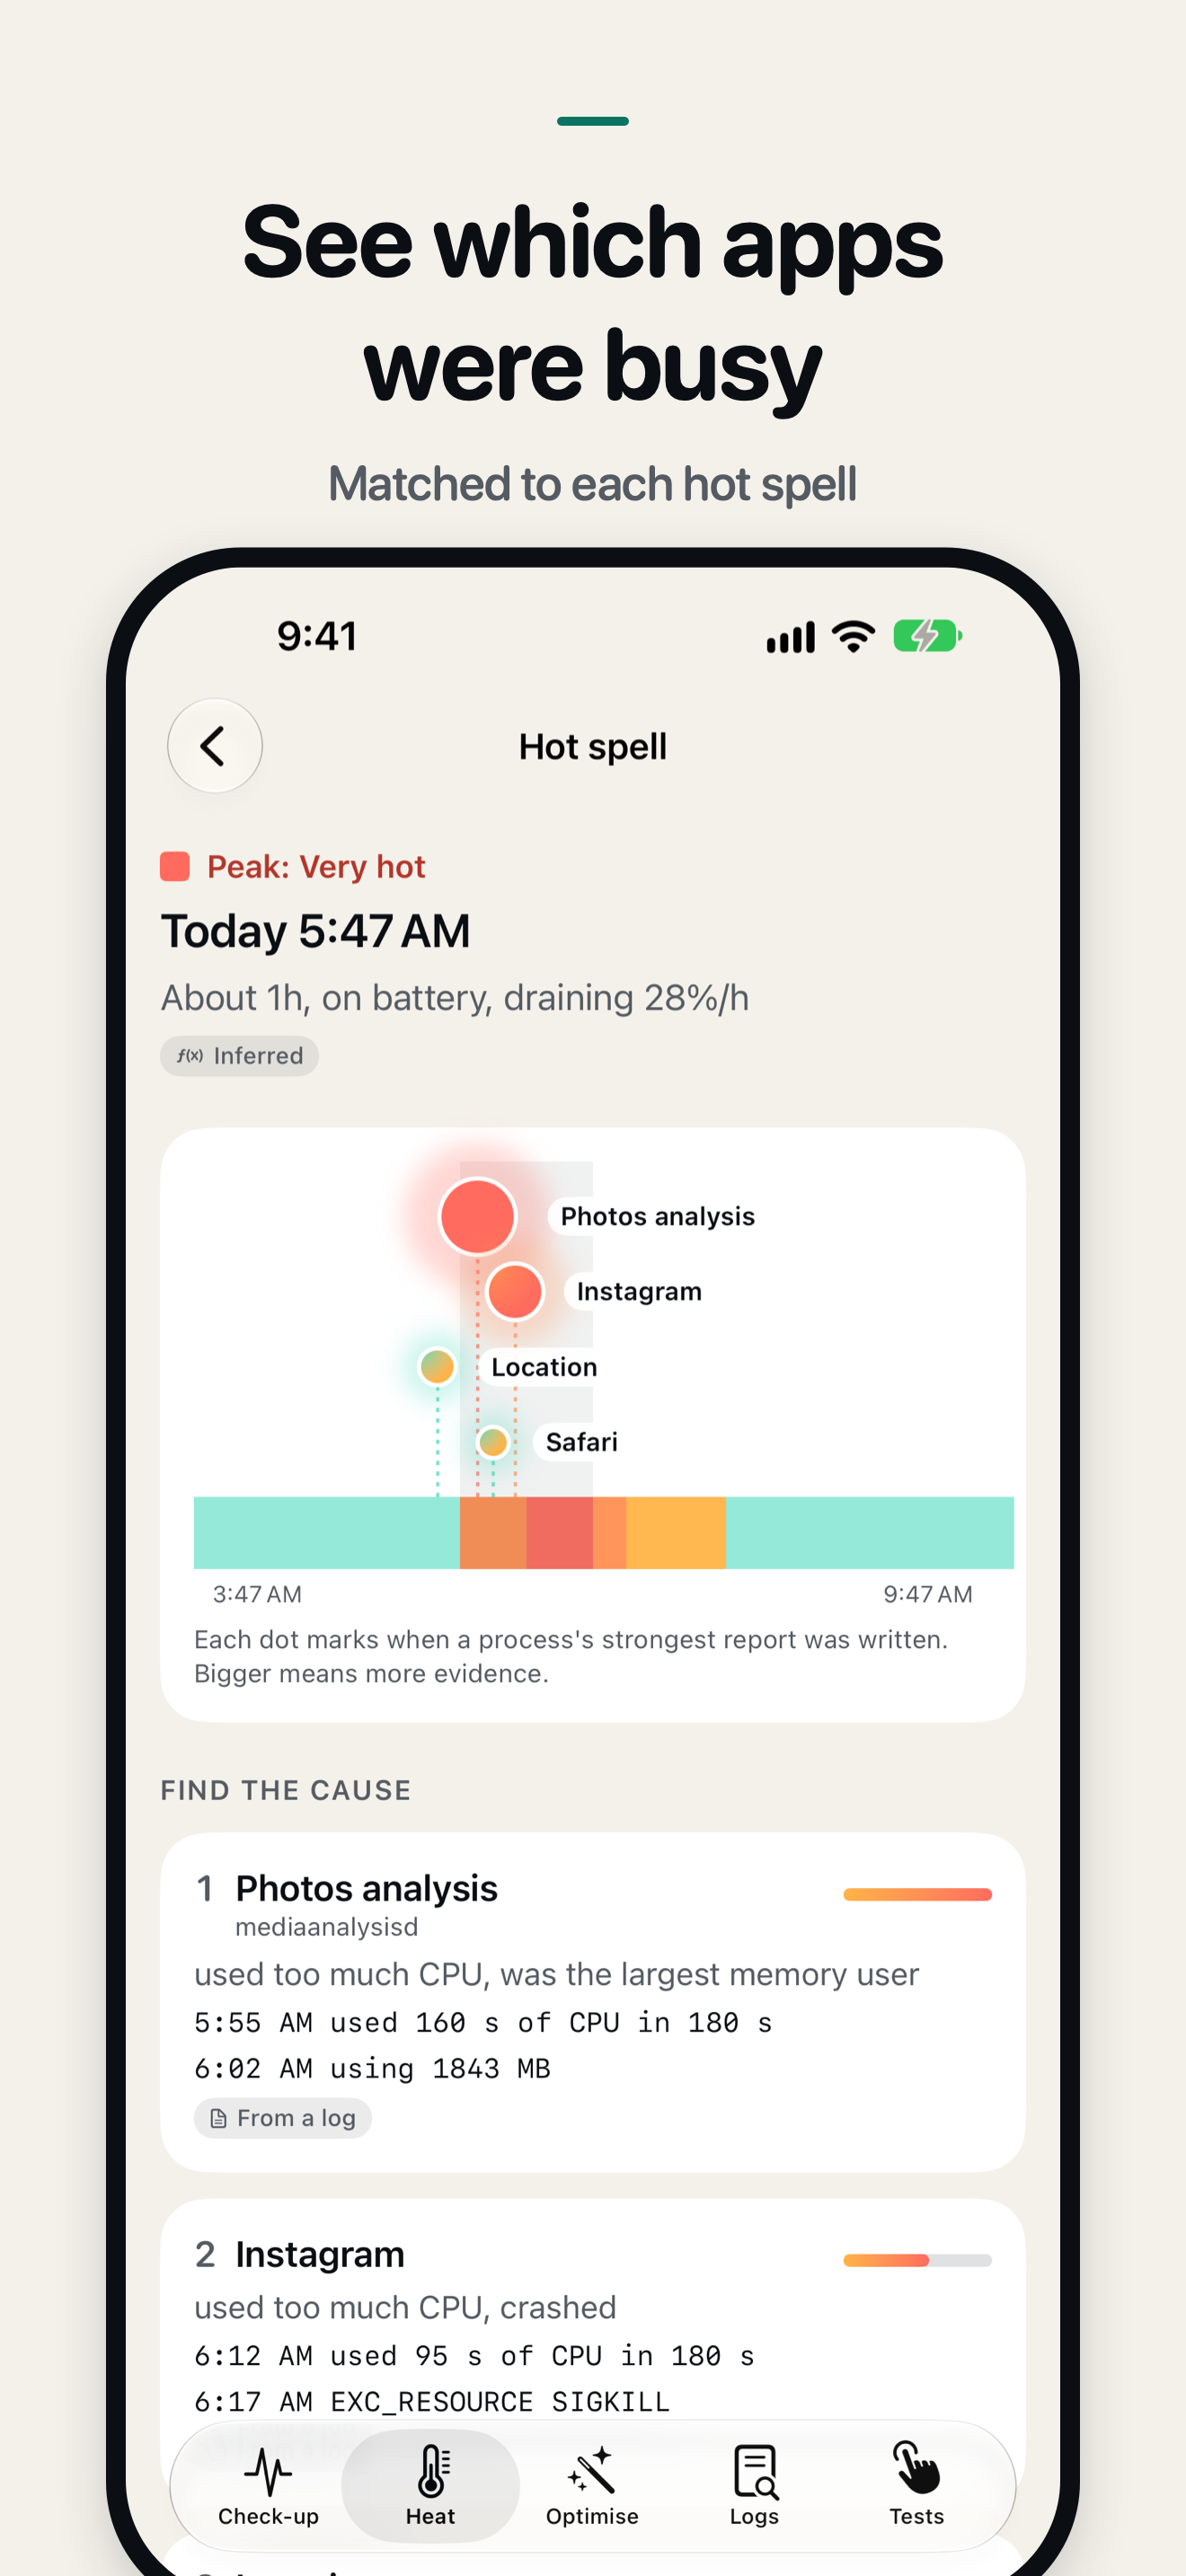 See which apps
were busy
Matched to each hot spell
9:41
Hot spell
Peak: Very hot
Today 5:47 AM
About 1h, on battery, draining 28%/h
f(x) Inferred
Photos analysis
Instagram
Location
Safari
3:47 AM
9:47 AM
Each dot marks when a process's strongest report was written.
Bigger means more evidence.
FIND THE CAUSE
1 Photos analysis
mediaanalysisd
used too much CPU, was the largest memory user
5:55 AM used 160 s of CPU in 180 s
6:02 AM using 1843 MB
From a log
2 Instagram
used too much CPU, crashed
6:12 AM used 95 s of CPU in 180 s
6:17 AM EXC_RESOURCE SIGKILL
Check-up
Heat
Optimise
Logs
Tests